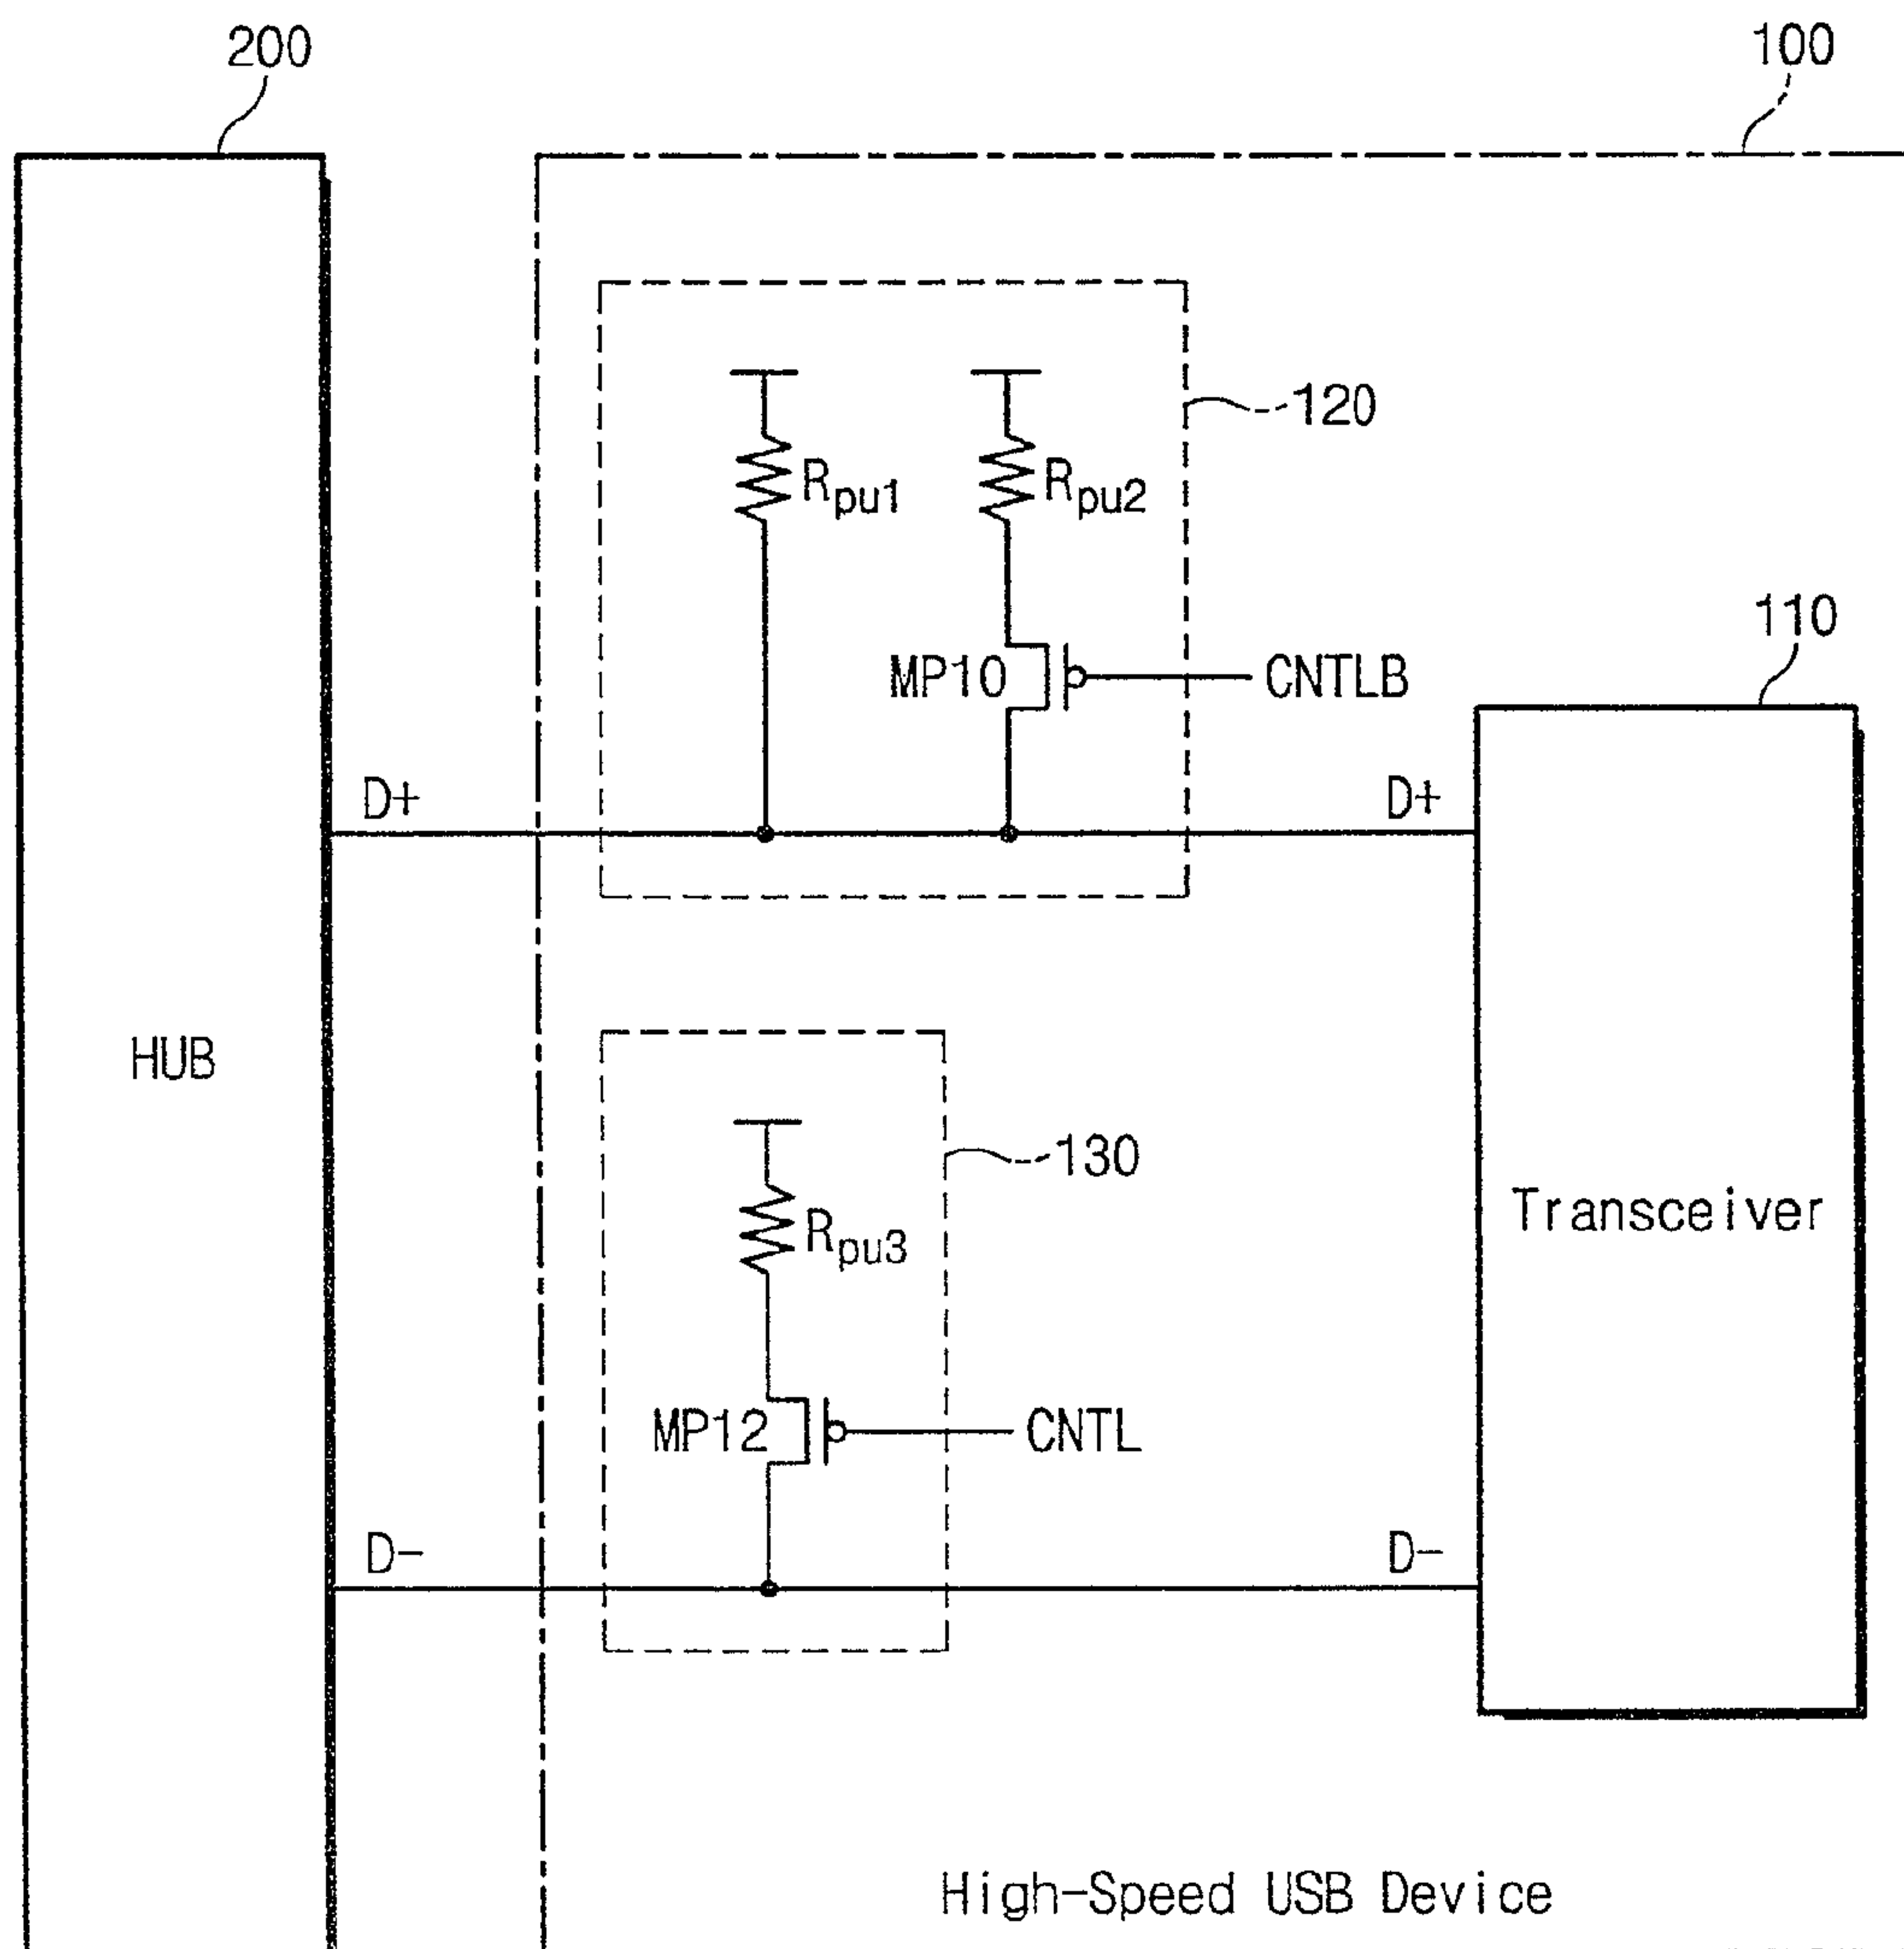 200
100
120
Rpu1
Rpu2
110
MP10
CNTLB
D+
D+
HUB
130
Rpu3
Transceiver
MP12
CNTL
D-
D-
High-Speed USB Device